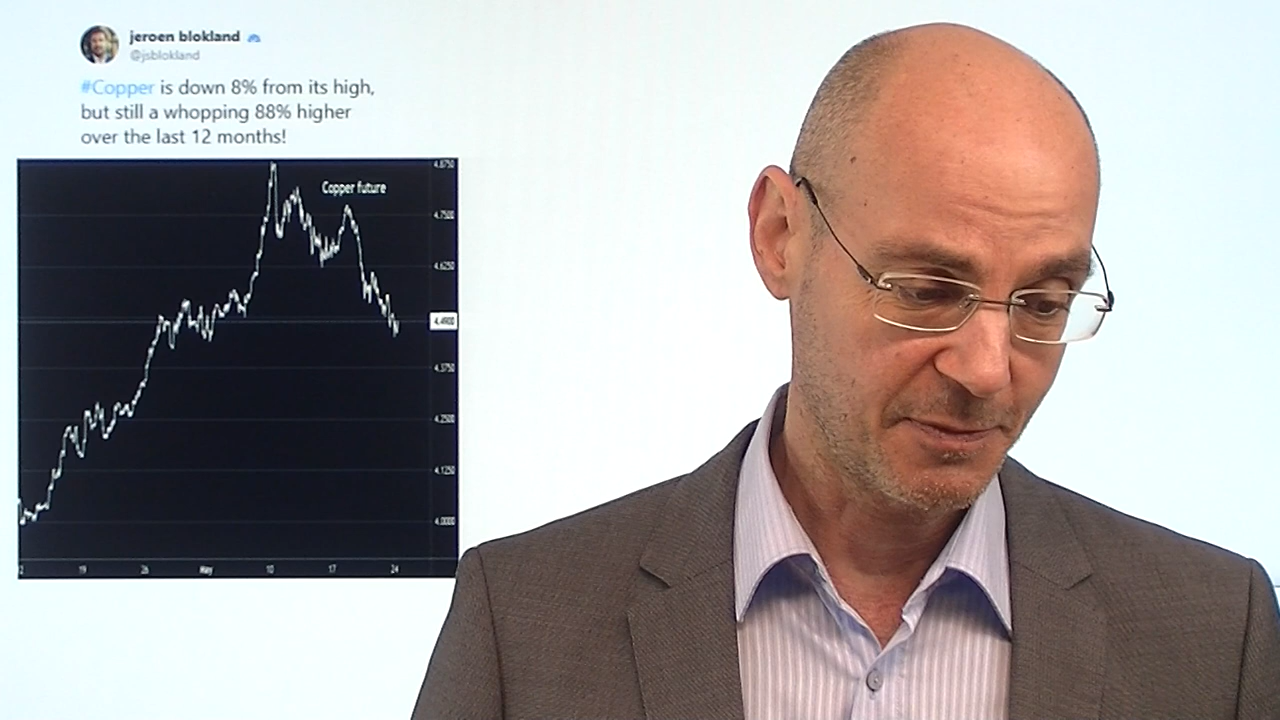 jeroen blokland
@jsblokland
#Copper is down 8% from its high,
but still a whopping 88% higher
over the last 12 months!
Copper future
4.8750
4.7500
4.6250
4.4900
4.3750
4.2500
4.1250
4.0000
19 26 May 10 17 24